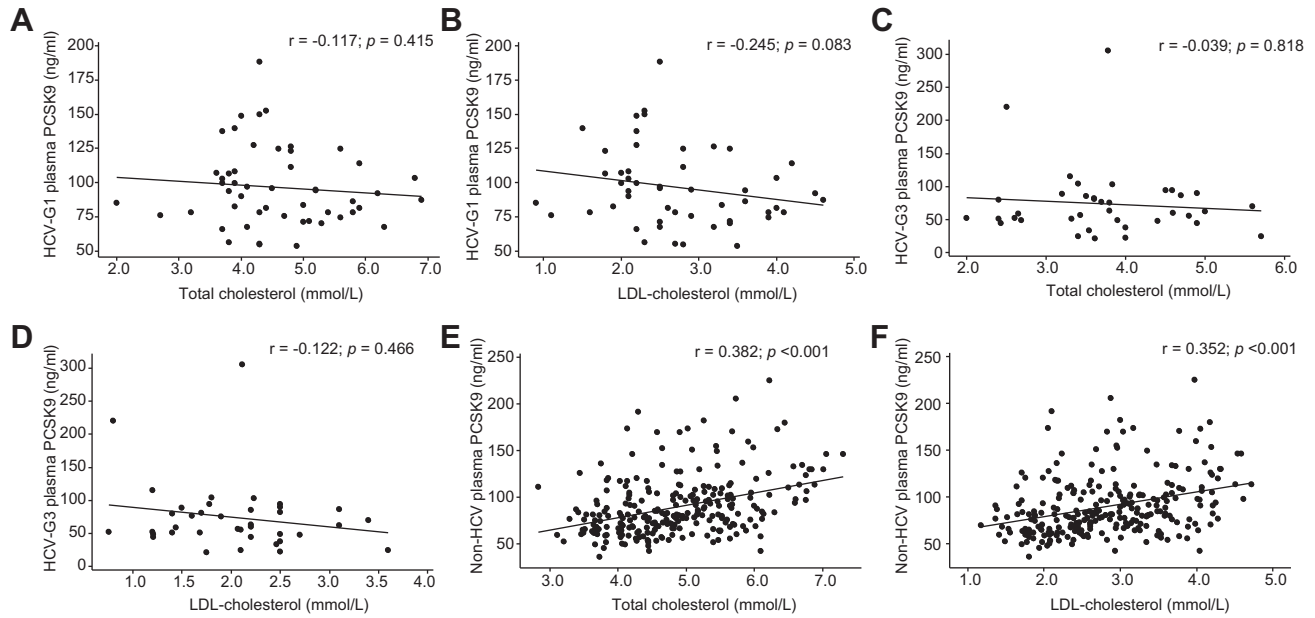 A
r = -0.117; p = 0.415
HCV-G1 plasma PCSK9 (ng/ml)
200
175
150
125
100
75
50
2.0 3.0 4.0 5.0 6.0 7.0
Total cholesterol (mmol/L)
B
r = -0.245; p = 0.083
HCV-G1 plasma PCSK9 (ng/ml)
200
175
150
125
100
75
50
1.0 2.0 3.0 4.0 5.0
LDL-cholesterol (mmol/L)
C
r = -0.039; p = 0.818
HCV-G3 plasma PCSK9 (ng/ml)
300
250
200
150
100
50
0
2.0 3.0 4.0 5.0 6.0
Total cholesterol (mmol/L)
D
r = -0.122; p = 0.466
HCV-G3 plasma PCSK9 (ng/ml)
300
250
200
150
100
50
0
1.0 1.5 2.0 2.5 3.0 3.5 4.0
LDL-cholesterol (mmol/L)
E
r = 0.382; p <0.001
Non-HCV plasma PCSK9 (ng/ml)
250
200
150
100
50
3.0 4.0 5.0 6.0 7.0
Total cholesterol (mmol/L)
F
r = 0.352; p <0.001
Non-HCV plasma PCSK9 (ng/ml)
250
200
150
100
50
1.0 2.0 3.0 4.0 5.0
LDL-cholesterol (mmol/L)